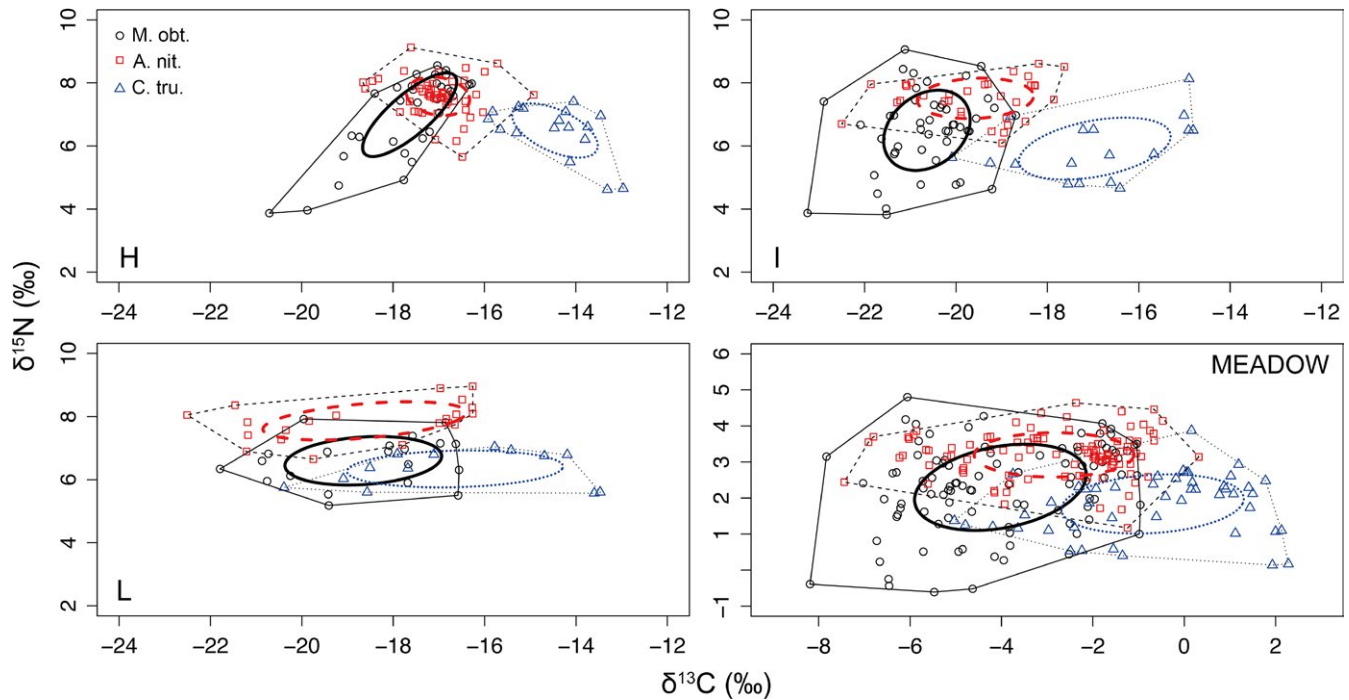 10
8
6
4
2
○ M. obt.
□ A. nit.
△ C. tru.
H
−24 −22 −20 −18 −16 −14 −12
10
8
6
4
2
I
−24 −22 −20 −18 −16 −14 −12
δ15N (‰)
10
8
6
4
2
L
−24 −22 −20 −18 −16 −14 −12
6
5
4
3
2
1
−1
MEADOW
−8 −6 −4 −2 0 2
δ13C (‰)